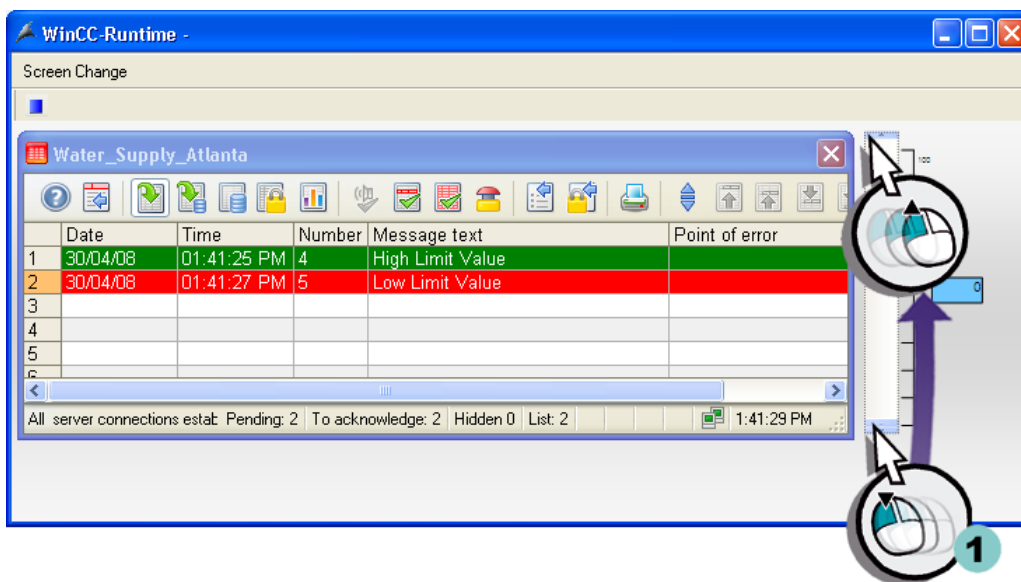 WinCC-Runtime -
Screen Change
Water_Supply_Atlanta
Date Time Number Message text Point of error
1 30/04/08 01:41:25 PM 4 High Limit Value
2 30/04/08 01:41:27 PM 5 Low Limit Value
3
4
5
All server connections estab Pending: 2 To acknowledge: 2 Hidden 0 List: 2 1:41:29 PM
100
0
1